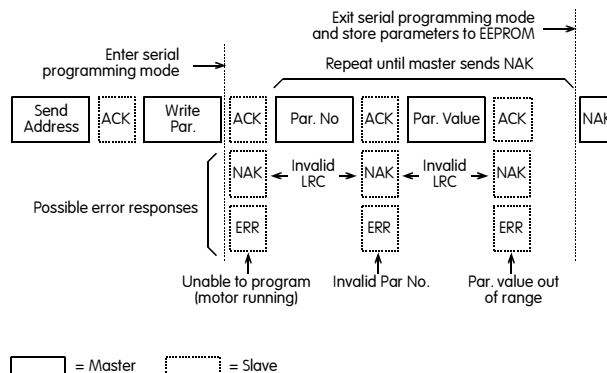 Exit serial programming mode
and store parameters to EEPROM
Enter serial
programming mode
Repeat until master sends NAK
Send
Address
ACK
Write
Par.
ACK
Par. No
ACK
Par. Value
ACK
NAK
NAK
Invalid
LRC
NAK
Invalid
LRC
NAK
Possible error responses
ERR
ERR
ERR
Unable to program
(motor running)
Invalid Par No.
Par. value out
of range
= Master
= Slave